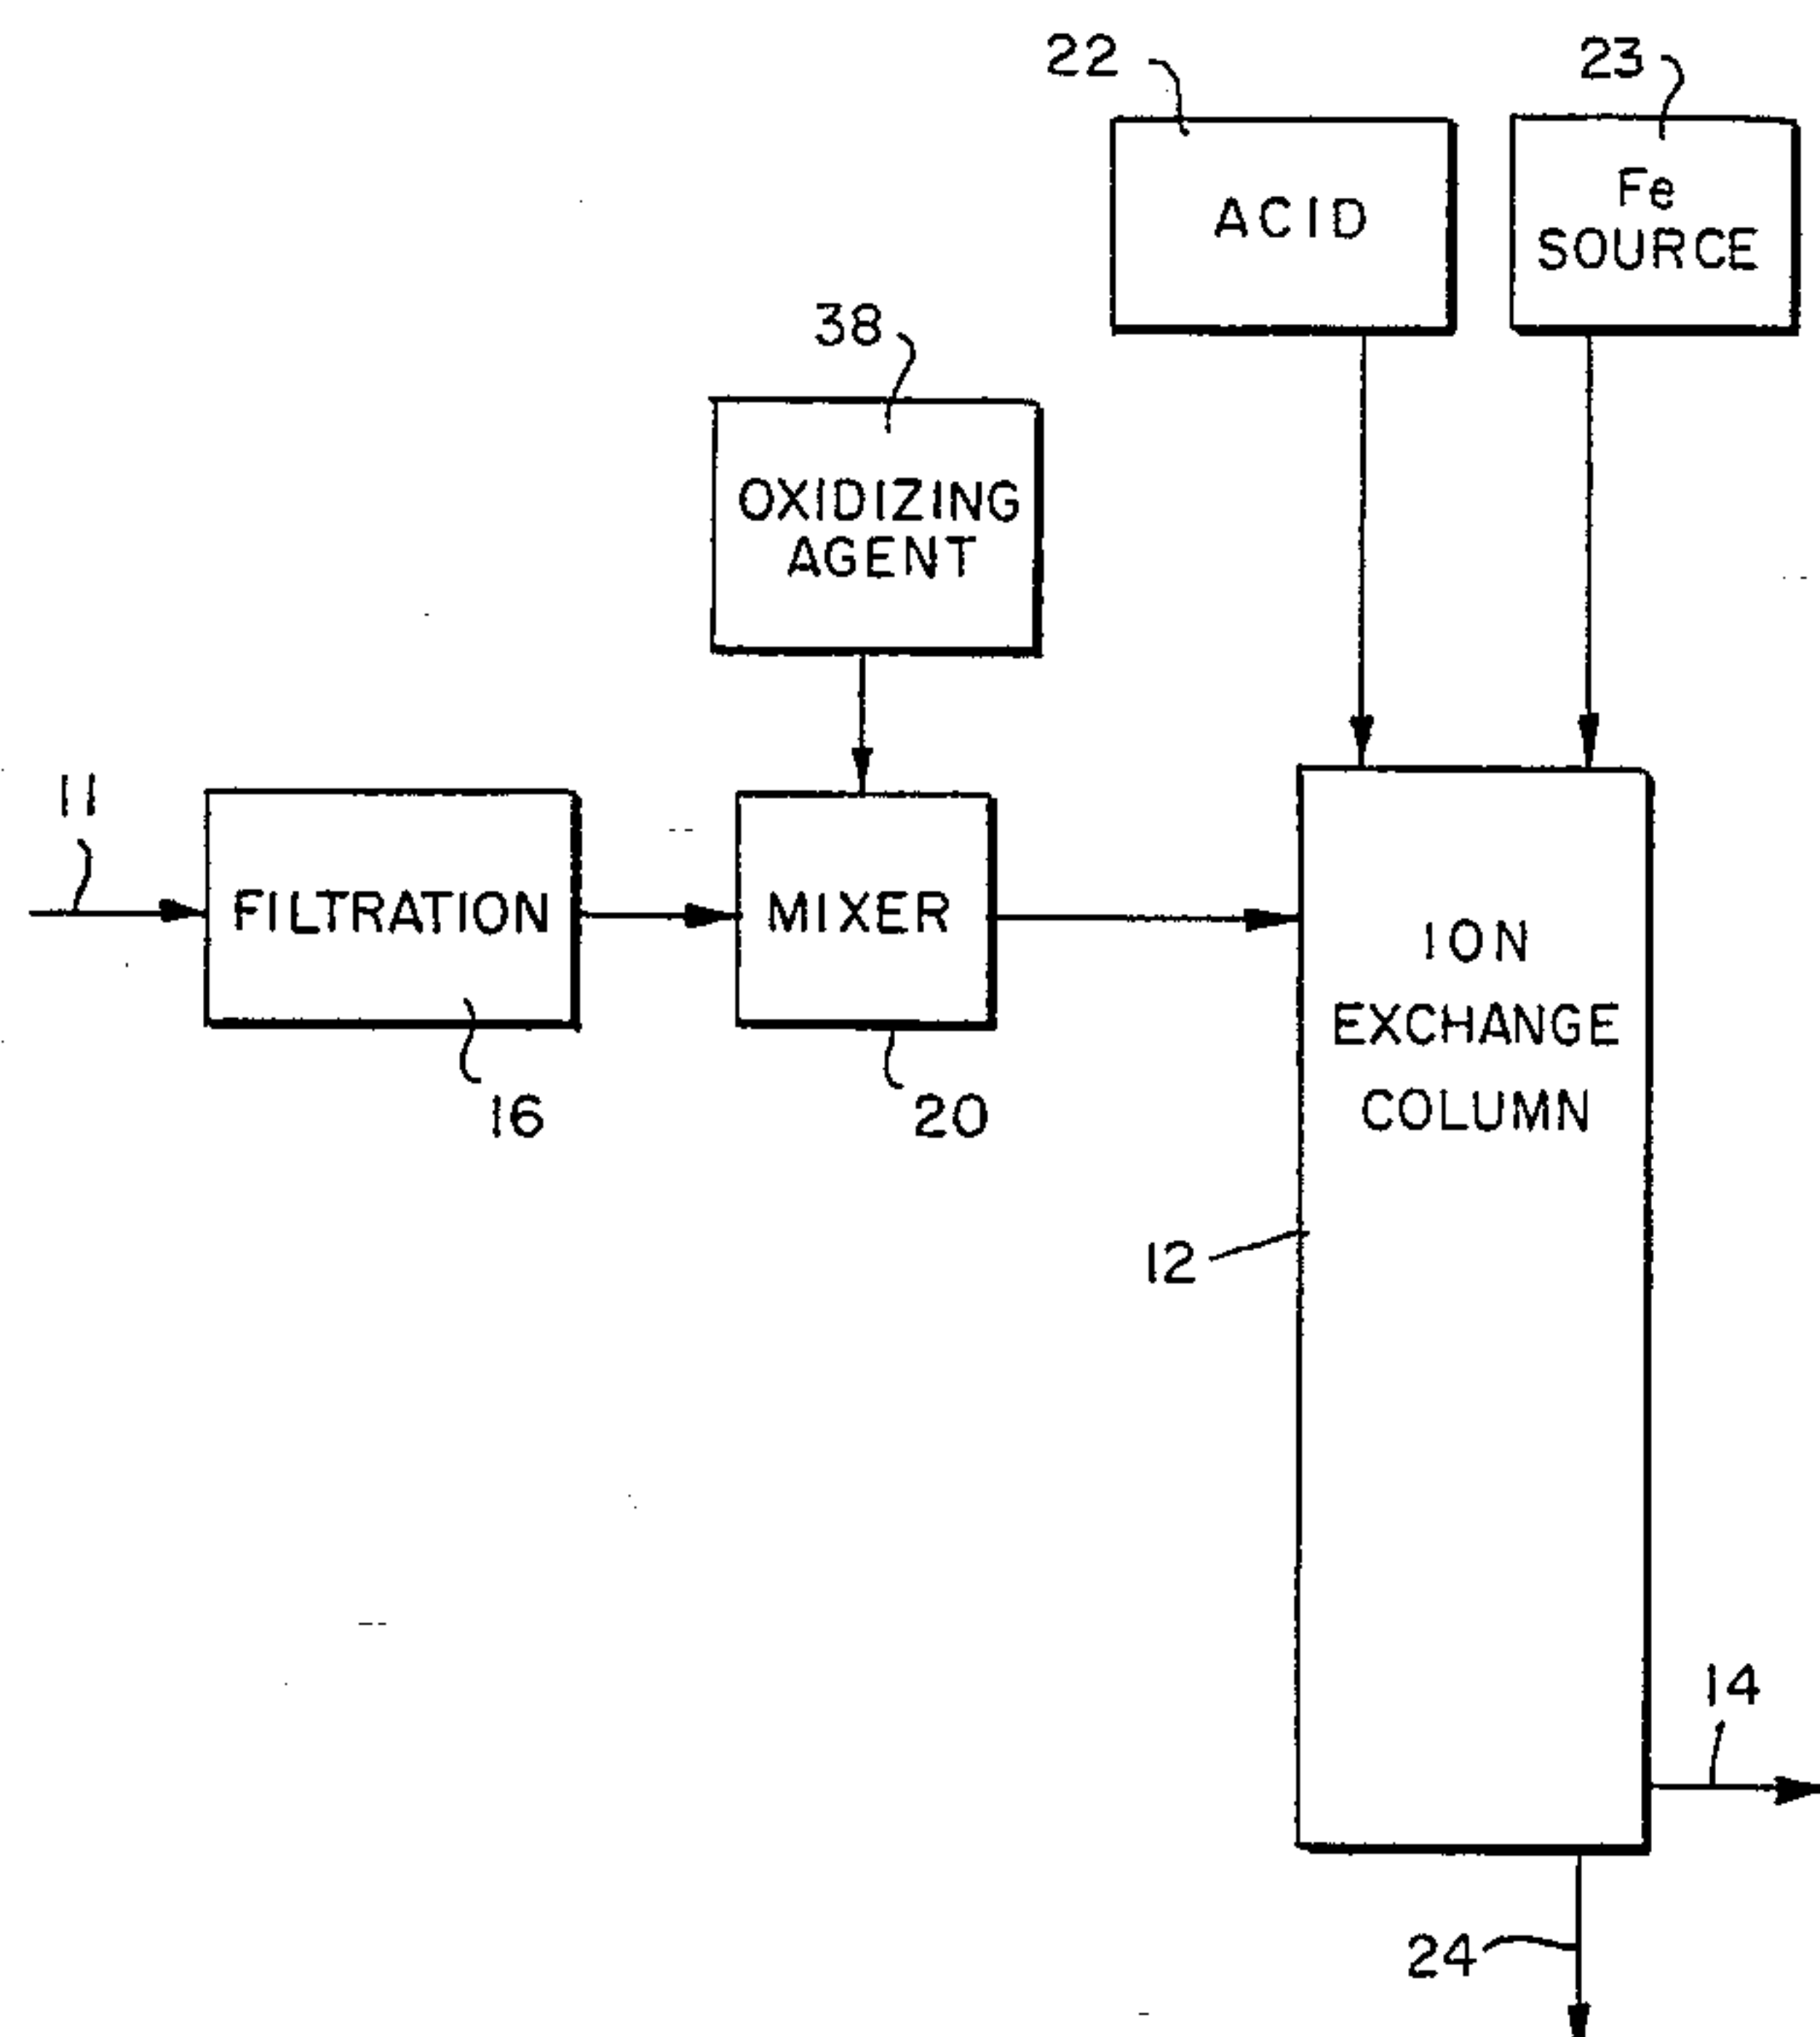 22
23
ACID
Fe
SOURCE
38
OXIDIZING
AGENT
11
FILTRATION
MIXER
ION
EXCHANGE
COLUMN
16
20
12
14
24